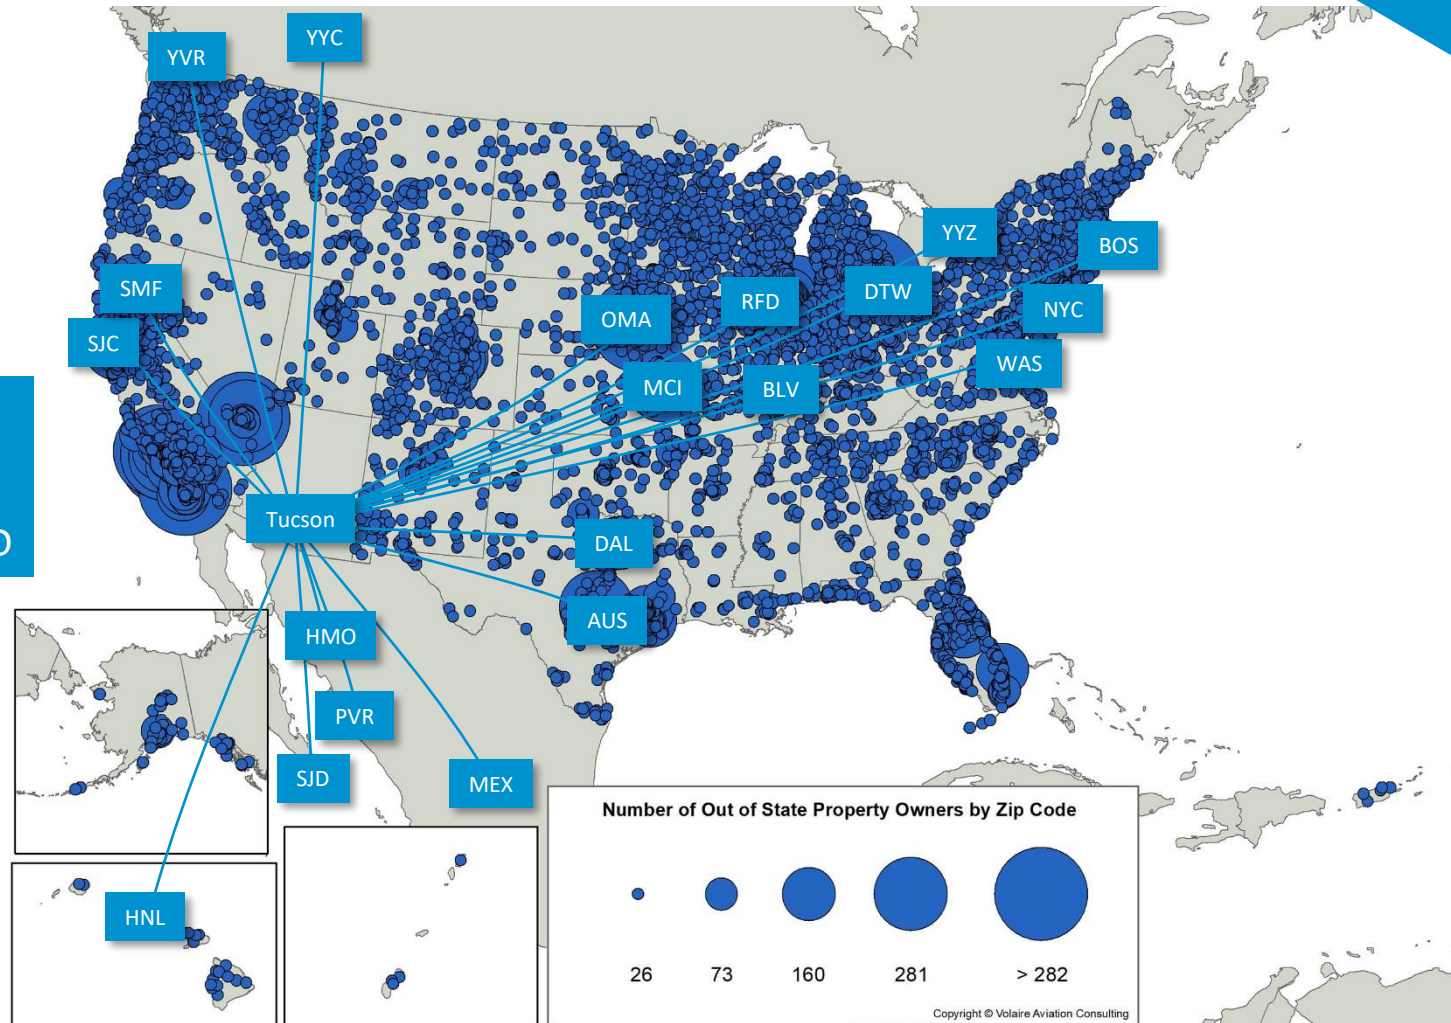 YYC
YVR
YYZ
BOS
SMF
DTW
RFD
NYC
OMA
SJC
WAS
MCI
BLV
Tucson
DAL
AUS
HMO
PVR
SJD
MEX
HNL
Number of Out of State Property Owners by Zip Code
26 73 160 281 > 282
Copyright © Volaire Aviation Consulting